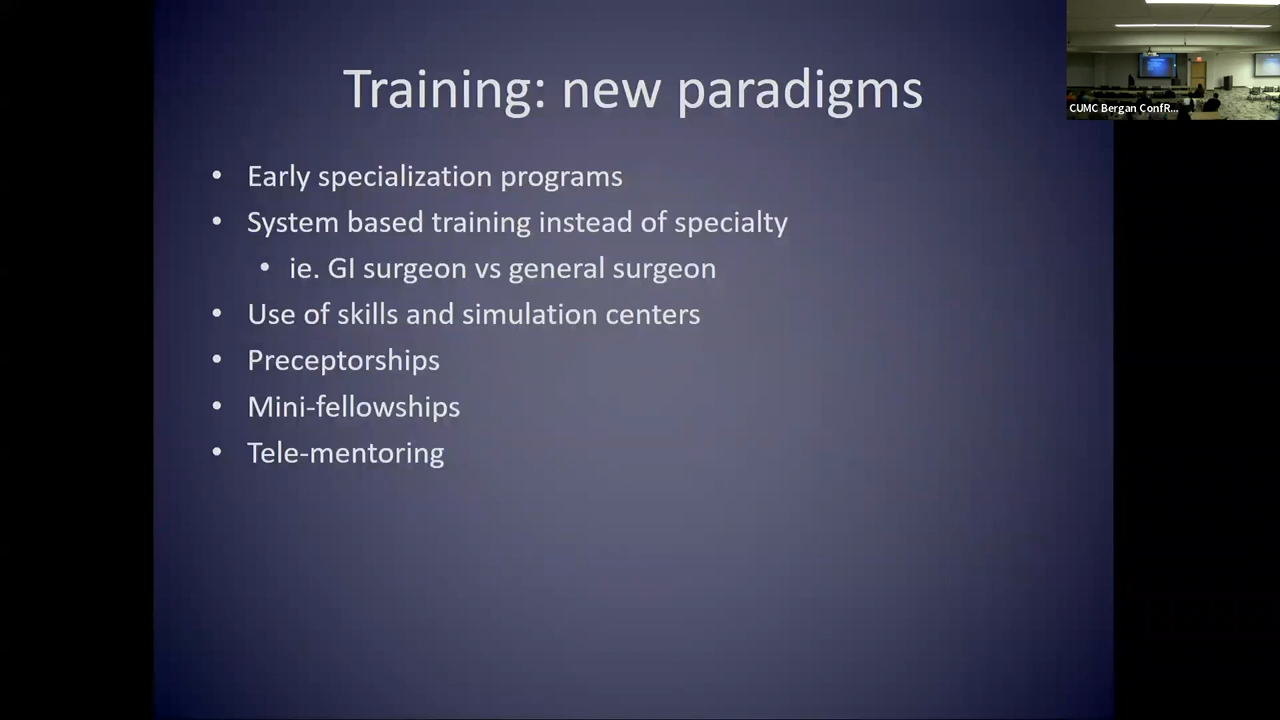 Training: new paradigms
CUMC Bergan ConfR...
• Early specialization programs
• System based training instead of specialty
• ie. GI surgeon vs general surgeon
• Use of skills and simulation centers
• Preceptorships
• Mini-fellowships
• Tele-mentoring